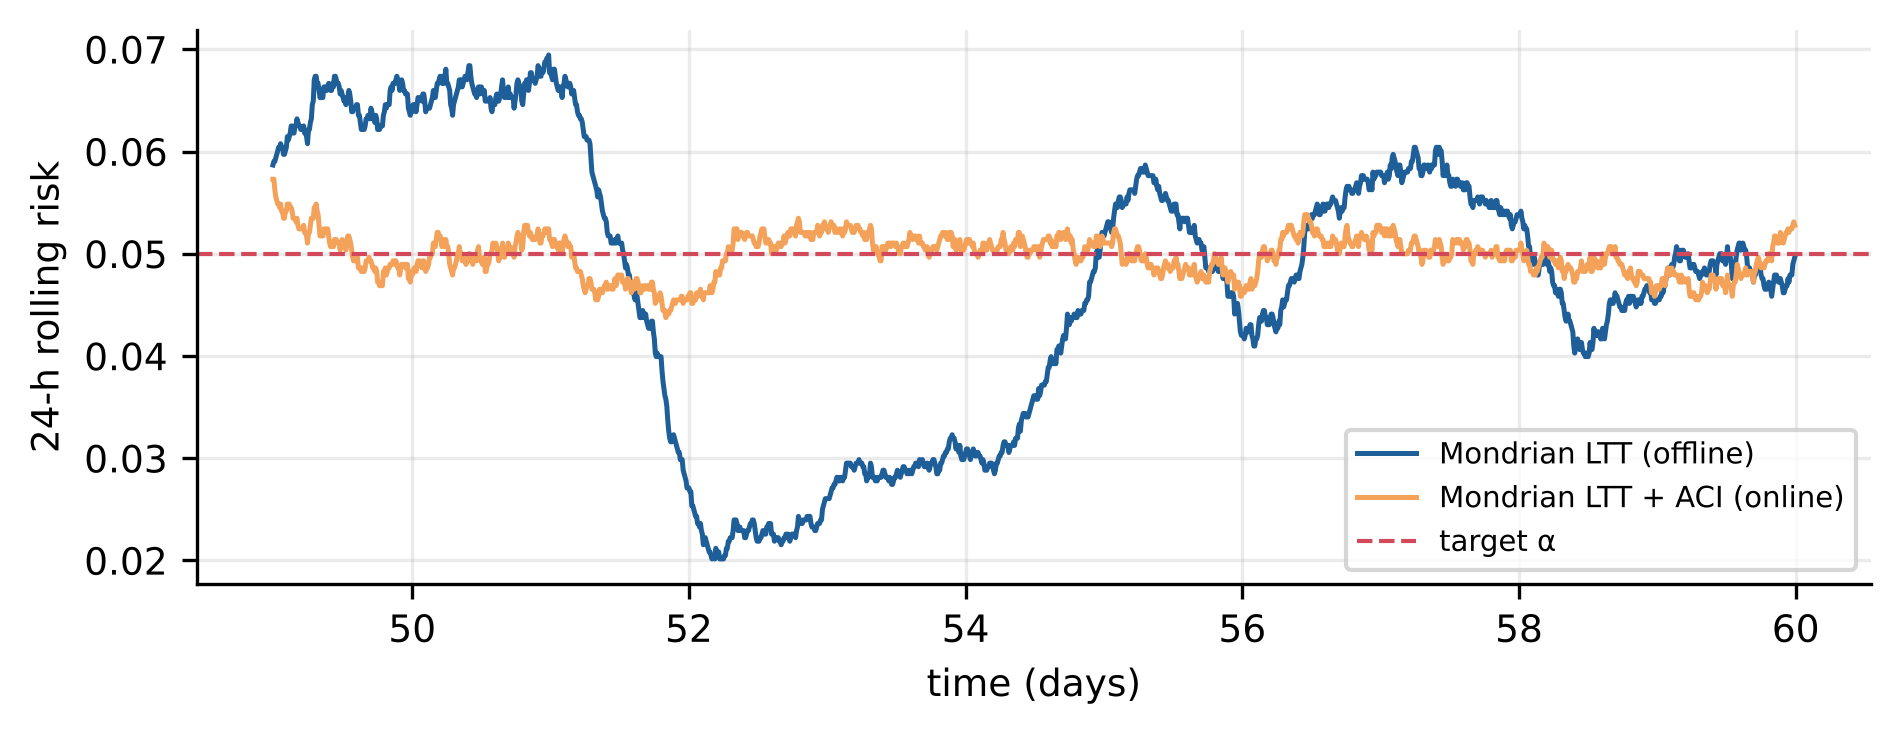 0.07
0.06
0.05
0.04
0.03
0.02
24-h rolling risk
50 52 54 56 58 60
time (days)
Mondrian LTT (offline)
Mondrian LTT + ACI (online)
target α